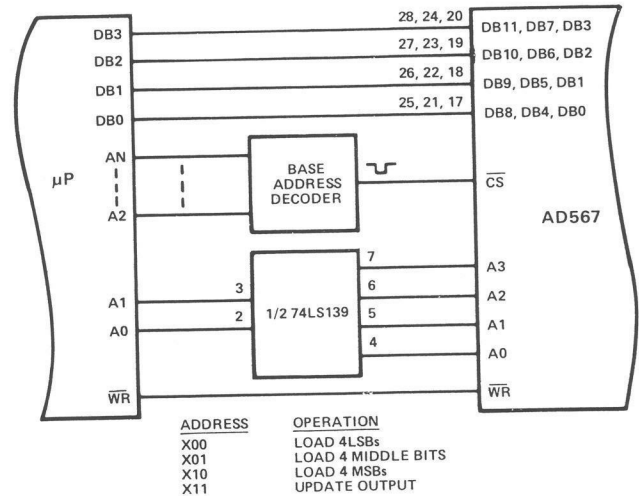 28, 24, 20
DB3 DB11, DB7, DB3
27, 23, 19
DB2 DB10, DB6, DB2
26, 22, 18
DB1 DB9, DB5, DB1
25, 21, 17
DB0 DB8, DB4, DB0
AN
BASE
ADDRESS
DECODER
µP
CS
A2
AD567
7
A3
3
6
A1
A2
2
1/2 74LS139
5
A0
A1
4
A0
WR WR
ADDRESS OPERATION
X00 LOAD 4LSBs
X01 LOAD 4 MIDDLE BITS
X10 LOAD 4 MSBs
X11 UPDATE OUTPUT